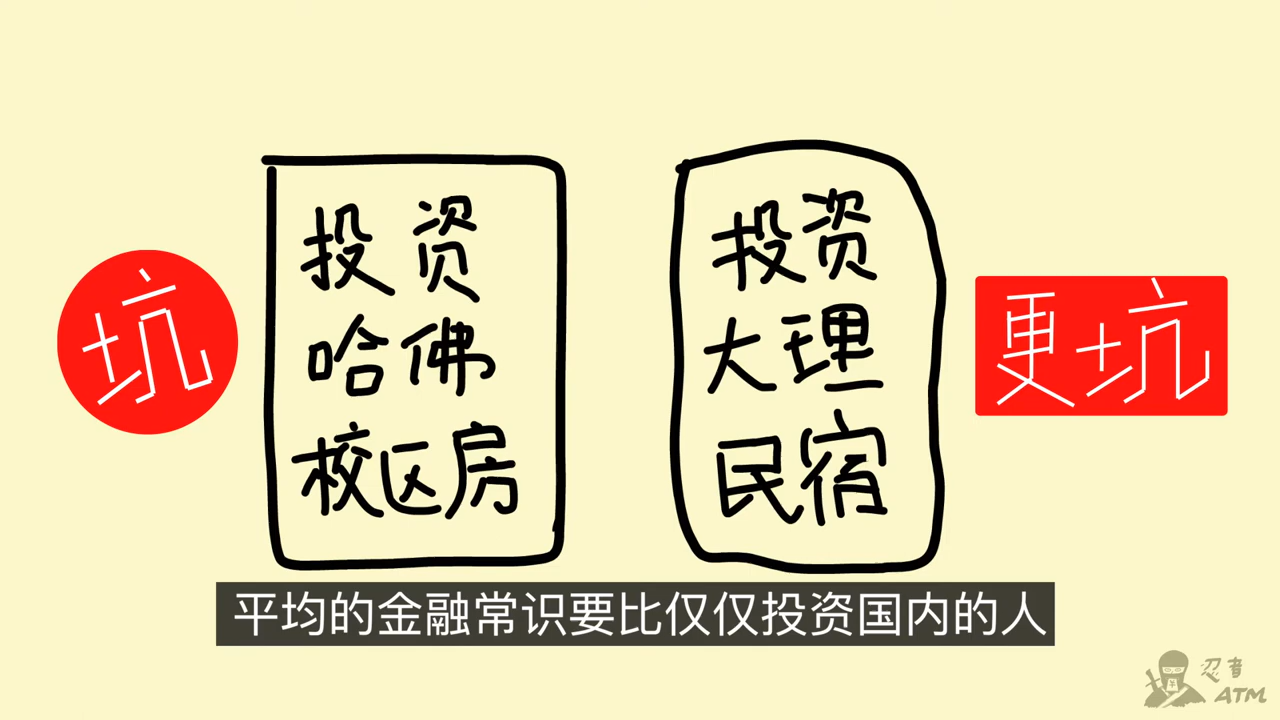 坑
投资
哈佛
校区房
投资
大理
民宿
更坑
平均的金融常识要比仅仅投资国内的人
忍者
ATM